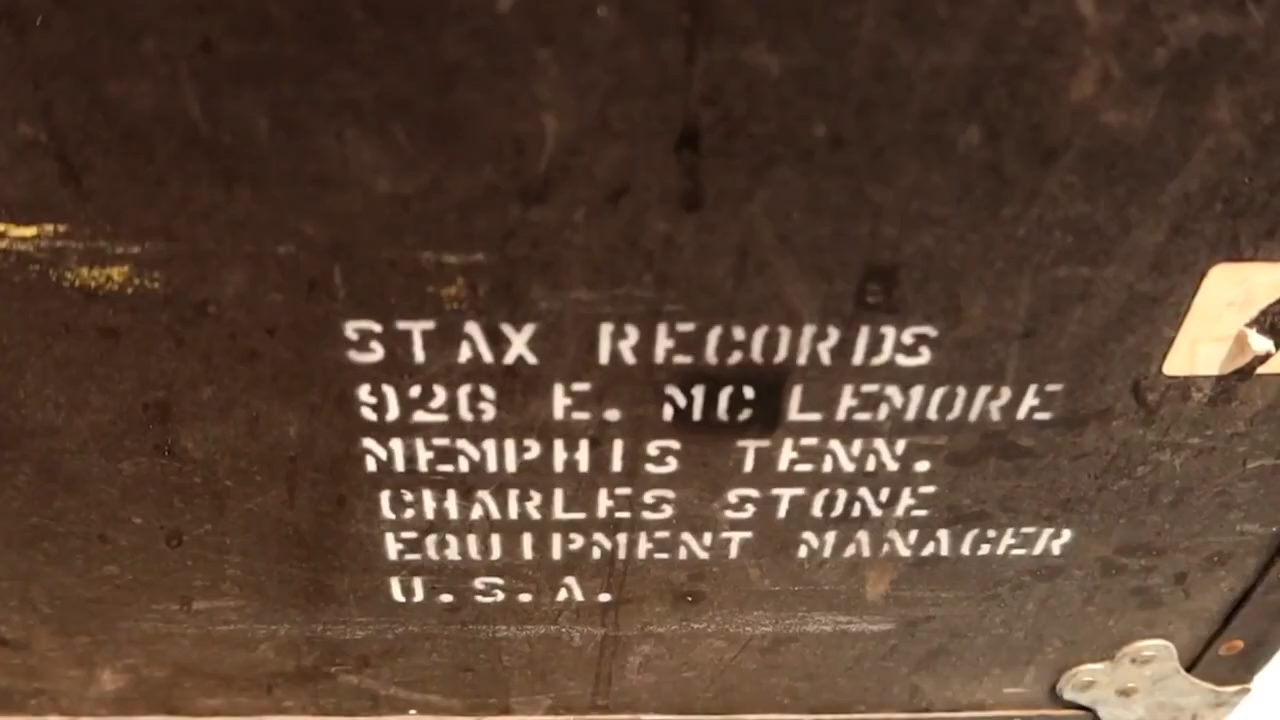 STAX RECORDS
926 E. MC LEMORE
MEMPHIS TENN.
CHARLES STONE
EQUIPMENT MANAGER
U.S.A.